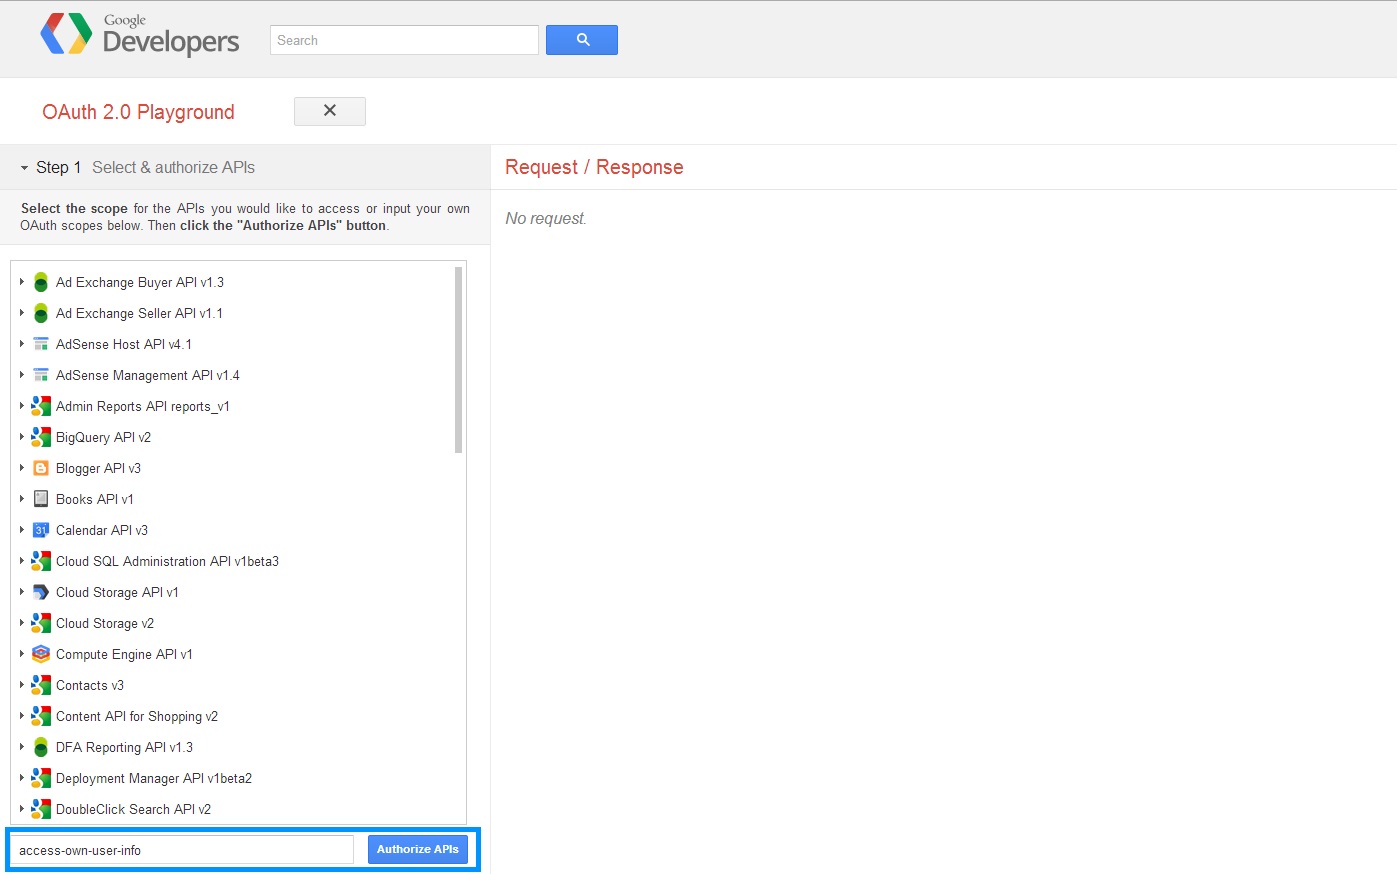 Google
Developers
Search
OAuth 2.0 Playground
Step 1 Select & authorize APIs
Request / Response
Select the scope for the APIs you would like to access or input your own
OAuth scopes below. Then click the "Authorize APIs" button.
No request.
Ad Exchange Buyer API v1.3
Ad Exchange Seller API v1.1
AdSense Host API v4.1
AdSense Management API v1.4
Admin Reports API reports_v1
BigQuery API v2
Blogger API v3
Books API v1
31 Calendar API v3
Cloud SQL Administration API v1beta3
Cloud Storage API v1
Cloud Storage v2
Compute Engine API v1
Contacts v3
Content API for Shopping v2
DFA Reporting API v1.3
Deployment Manager API v1beta2
DoubleClick Search API v2
access-own-user-info
Authorize APIs